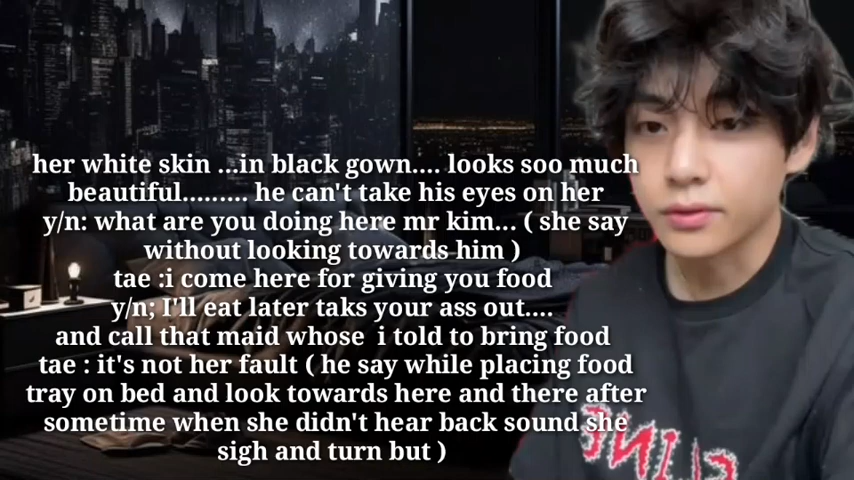 her white skin ...in black gown.... looks soo much
beautiful......... he can't take his eyes on her
y/n: what are you doing here mr kim... ( she say
without looking towards him )
tae :i come here for giving you food
y/n; I'll eat later taks your ass out....
and call that maid whose i told to bring food
tae : it's not her fault ( he say while placing food
tray on bed and look towards here and there after
sometime when she didn't hear back sound she
sigh and turn but )